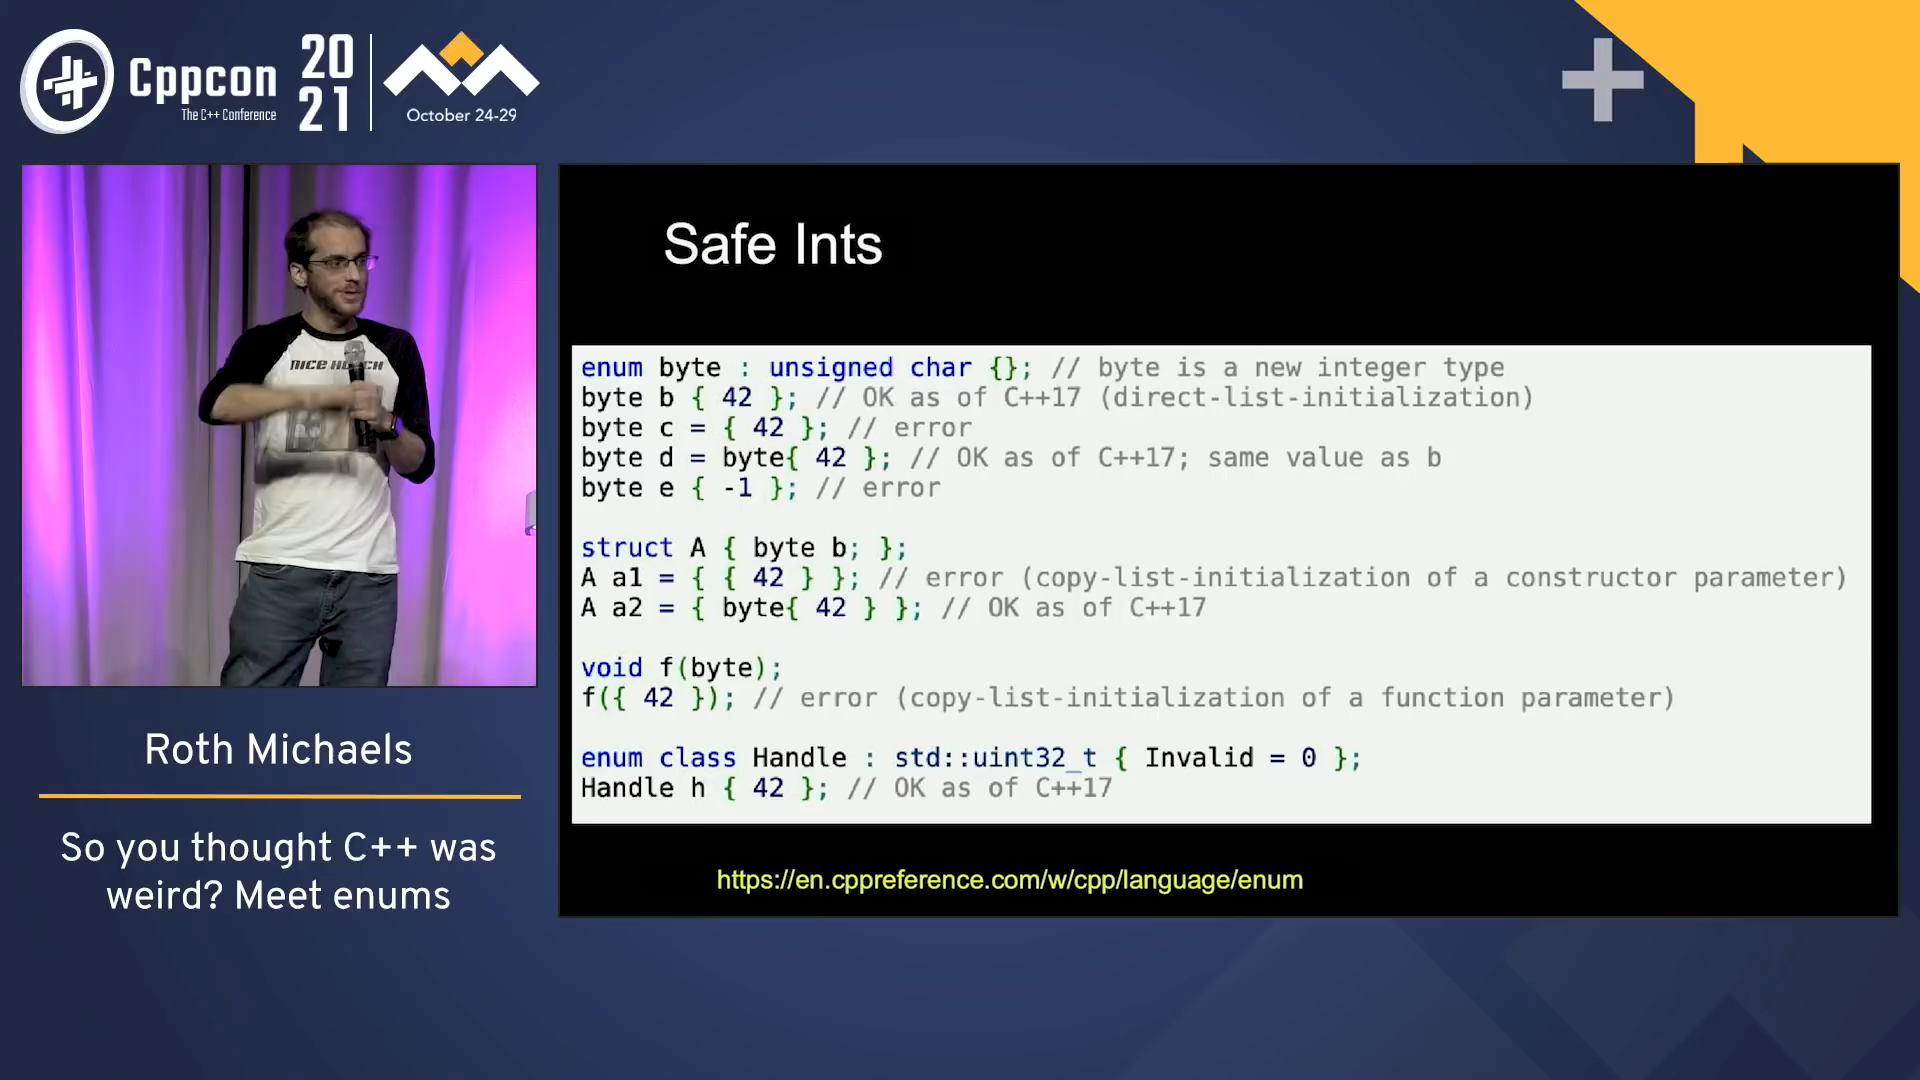 Cppcon
The C++ Conference
20
21
October 24-29
Safe Ints
enum byte : unsigned char {}; // byte is a new integer type
byte b { 42 }; // OK as of C++17 (direct-list-initialization)
byte c = { 42 }; // error
byte d = byte{ 42 }; // OK as of C++17; same value as b
byte e { -1 }; // error
struct A { byte b; };
A a1 = { { 42 } }; // error (copy-list-initialization of a constructor parameter)
A a2 = { byte{ 42 } }; // OK as of C++17
void f(byte);
f({ 42 }); // error (copy-list-initialization of a function parameter)
enum class Handle : std::uint32_t { Invalid = 0 };
Handle h { 42 }; // OK as of C++17
https://en.cppreference.com/w/cpp/language/enum
Roth Michaels
So you thought C++ was
weird? Meet enums